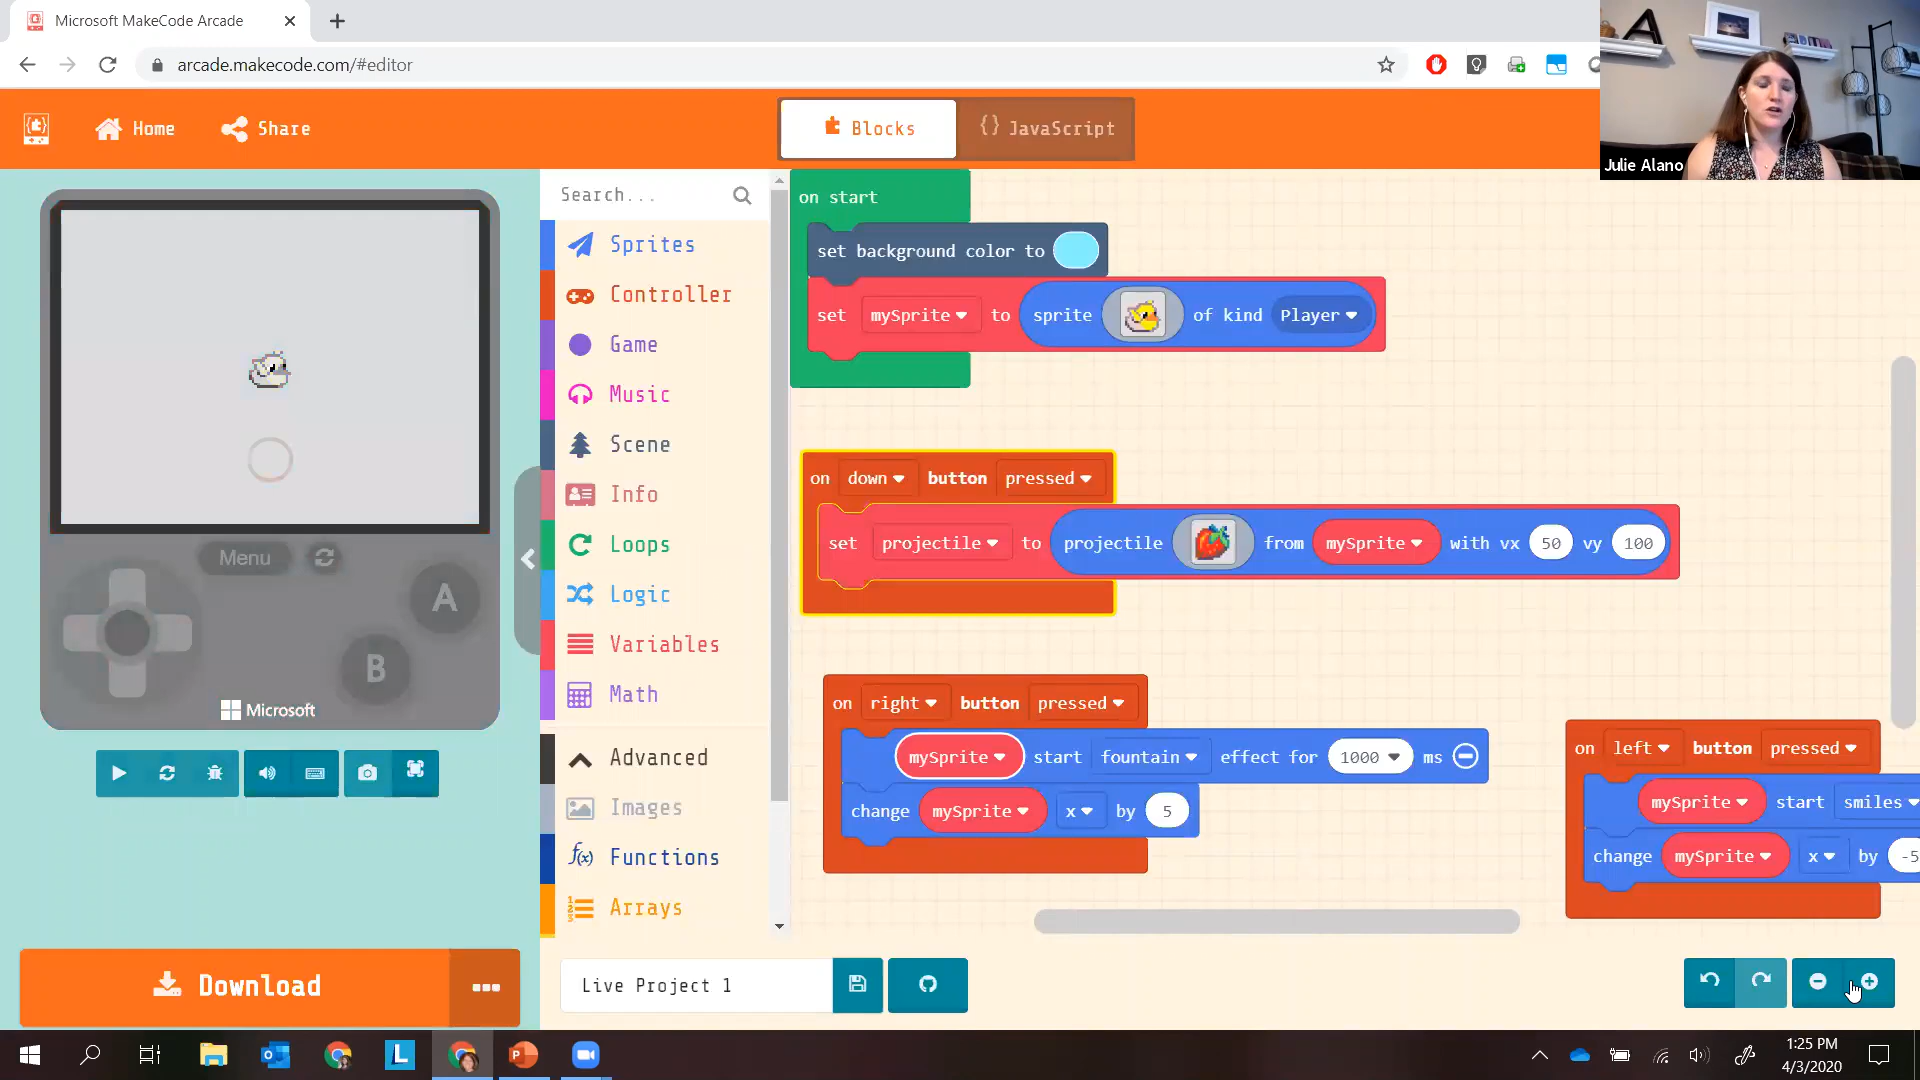 Microsoft MakeCode Arcade
arcade.makecode.com/#editor
Home
Share
Blocks
{} JavaScript
Julie Alano
Search...
Sprites
Controller
Game
Music
Scene
Info
Loops
Logic
Variables
Math
Advanced
Images
Functions
Arrays
Menu
A
B
Microsoft
on start
set background color to
set mySprite to sprite of kind Player
on down button pressed
set projectile to projectile from mySprite with vx 50 vy 100
on right button pressed
mySprite start fountain effect for 1000 ms
change mySprite x by 5
on left button pressed
mySprite start smiles
change mySprite x by -5
Download
Live Project 1
1:25 PM
4/3/2020